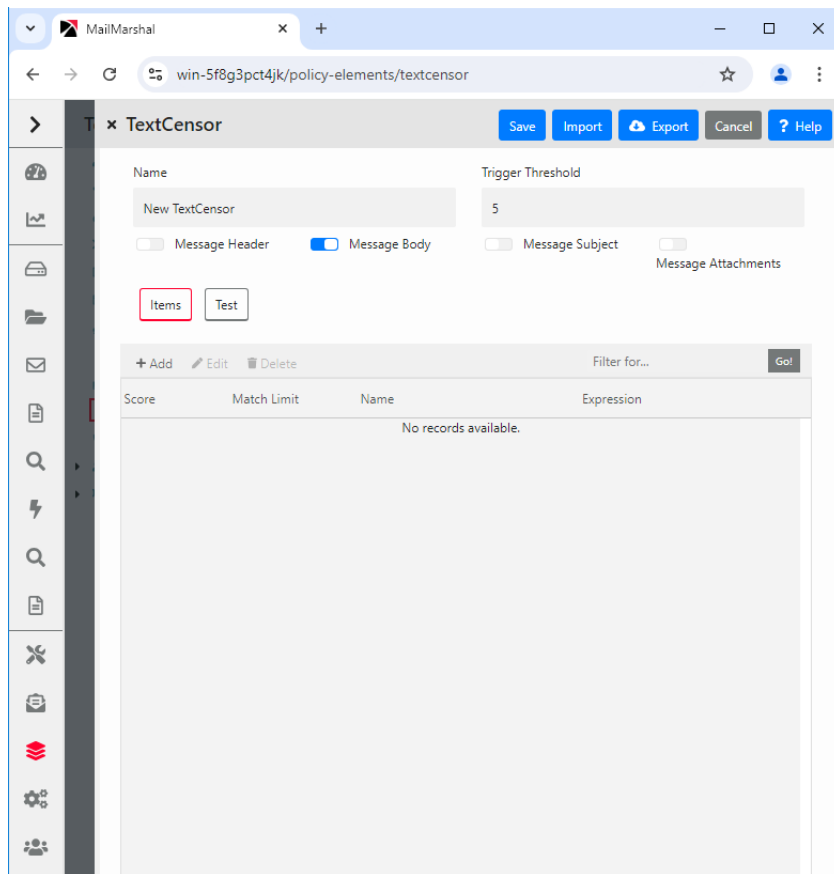 MailMarshal
win-5f8g3pct4jk/policy-elements/textcensor
TextCensor
Save
Import
Export
Cancel
? Help
Name
Trigger Threshold
New TextCensor
5
Message Header
Message Body
Message Subject
Message Attachments
Items
Test
+ Add
Edit
Delete
Filter for...
Go!
Score
Match Limit
Name
Expression
No records available.